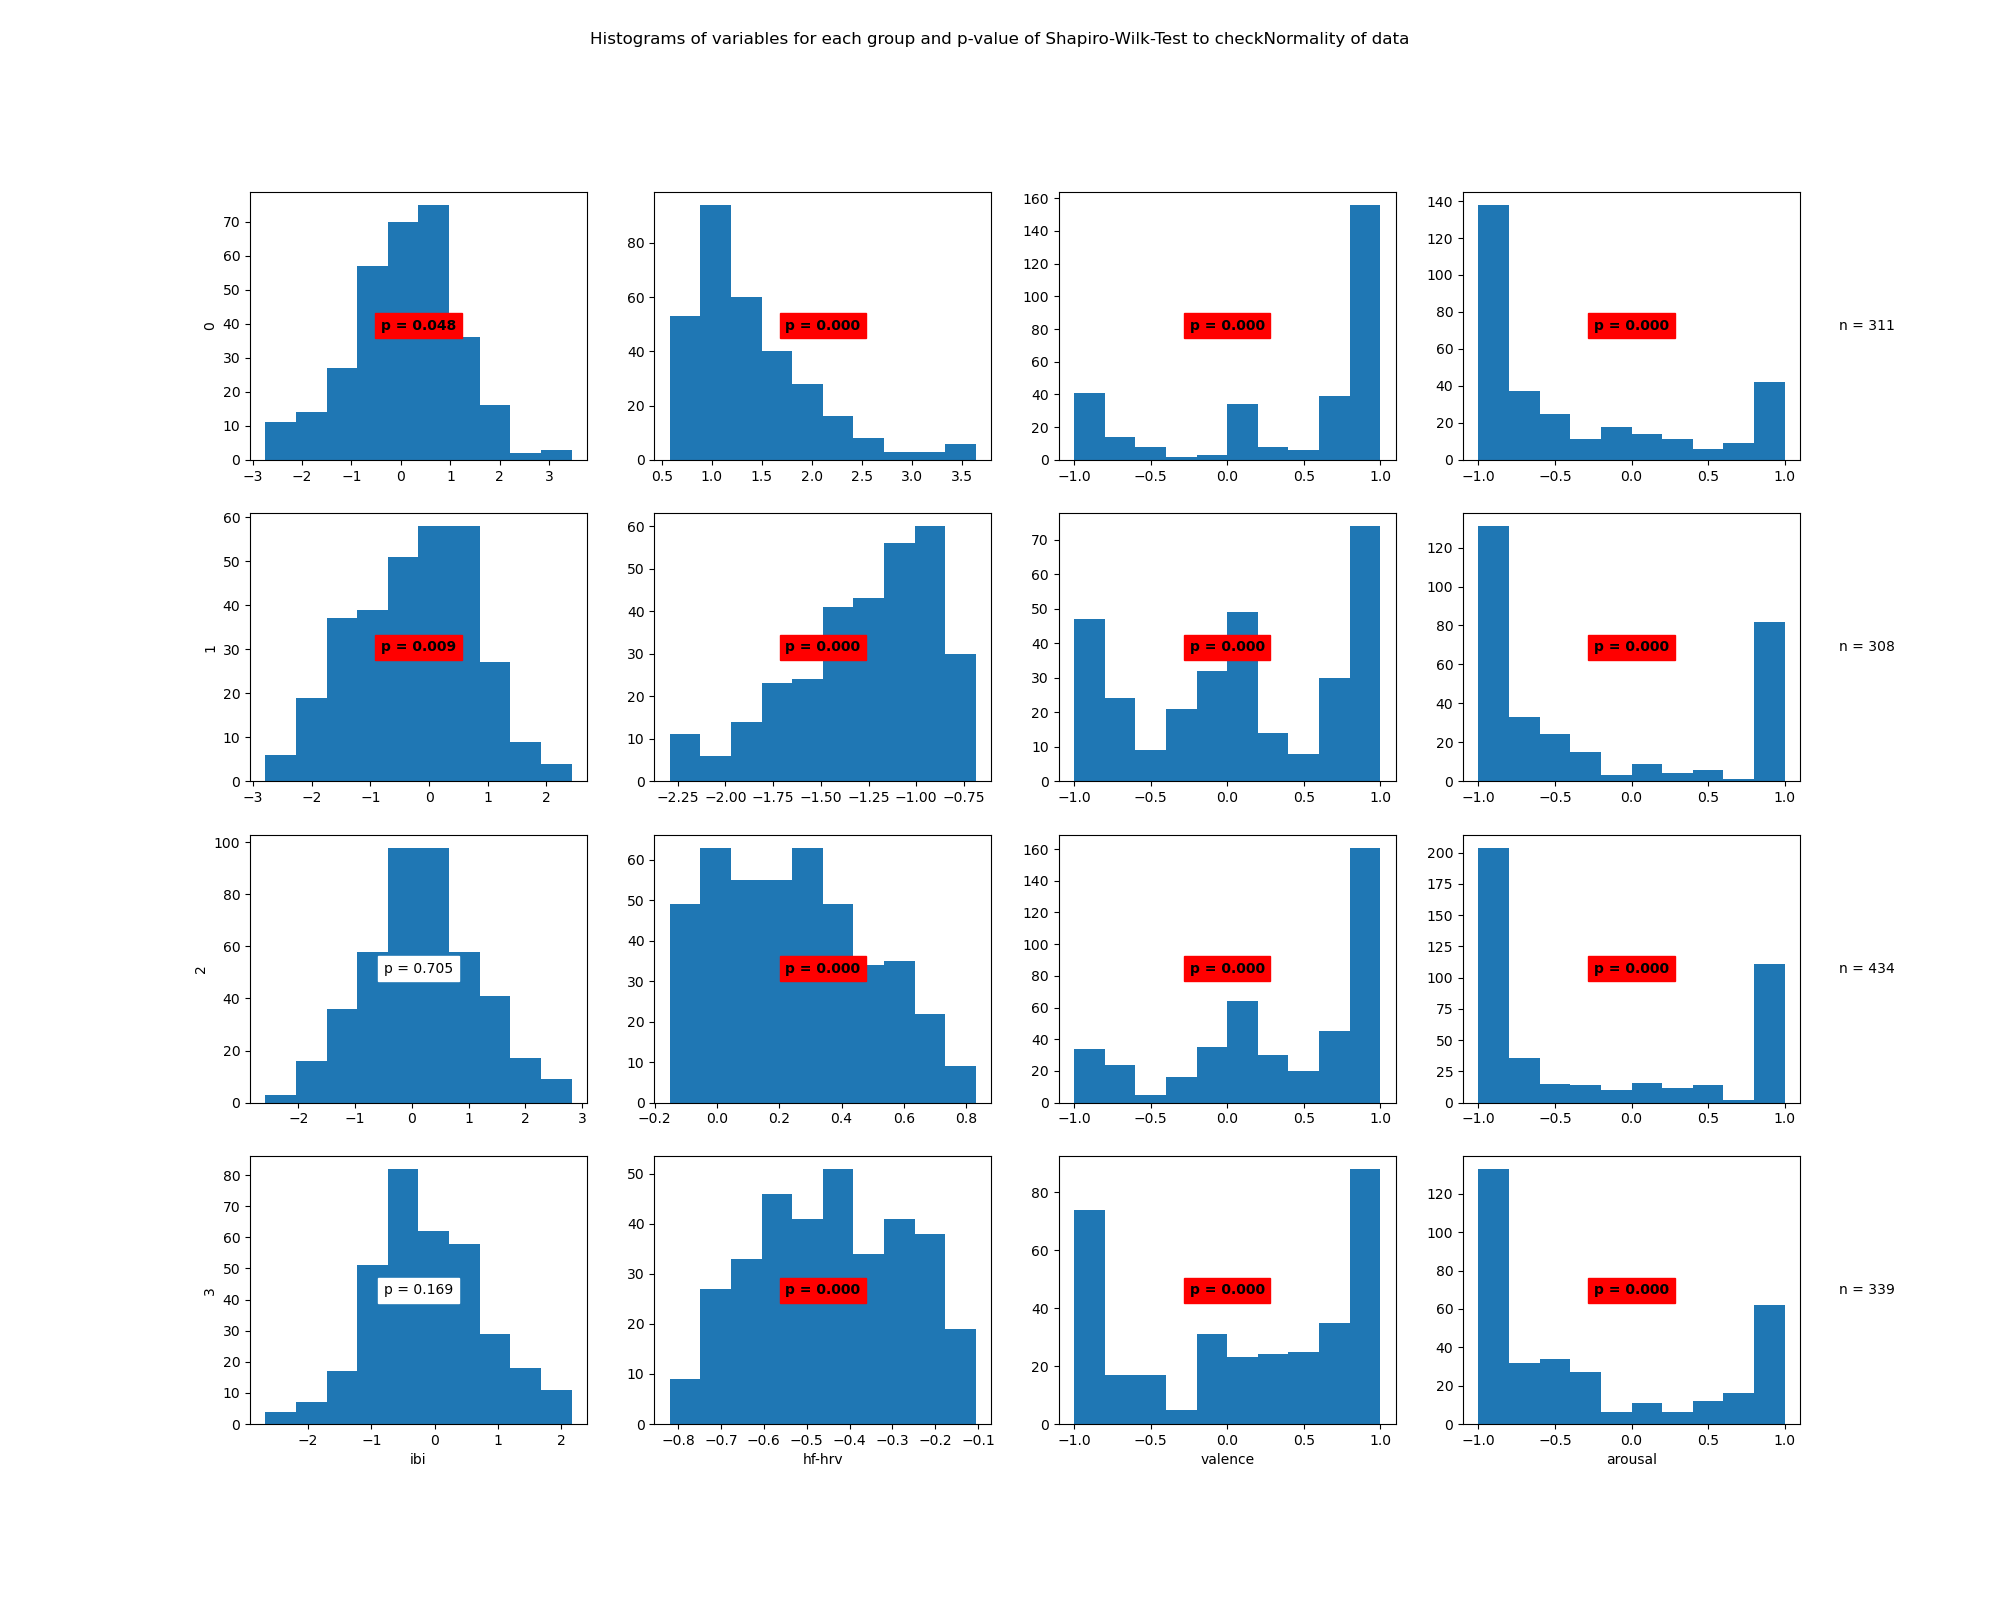 Histograms of variables for each group and p-value of Shapiro-Wilk-Test to checkNormality of data
70
60
50
40
30
20
10
0
−3 −2 −1 0 1 2 3
0
p = 0.048
80
60
40
20
0
0.5 1.0 1.5 2.0 2.5 3.0 3.5
p = 0.000
160
140
120
100
80
60
40
20
0
−1.0 −0.5 0.0 0.5 1.0
p = 0.000
140
120
100
80
60
40
20
0
−1.0 −0.5 0.0 0.5 1.0
p = 0.000
n = 311
60
50
40
30
20
10
0
−3 −2 −1 0 1 2
1
p = 0.009
60
50
40
30
20
10
0
−2.25 −2.00 −1.75 −1.50 −1.25 −1.00 −0.75
p = 0.000
70
60
50
40
30
20
10
0
−1.0 −0.5 0.0 0.5 1.0
p = 0.000
120
100
80
60
40
20
0
−1.0 −0.5 0.0 0.5 1.0
p = 0.000
n = 308
100
80
60
40
20
0
−2 −1 0 1 2 3
2
p = 0.705
60
50
40
30
20
10
0
−0.2 0.0 0.2 0.4 0.6 0.8
p = 0.000
160
140
120
100
80
60
40
20
0
−1.0 −0.5 0.0 0.5 1.0
p = 0.000
200
175
150
125
100
75
50
25
0
−1.0 −0.5 0.0 0.5 1.0
p = 0.000
n = 434
80
70
60
50
40
30
20
10
0
−2 −1 0 1 2
3
p = 0.169
ibi
50
40
30
20
10
0
−0.8 −0.7 −0.6 −0.5 −0.4 −0.3 −0.2 −0.1
p = 0.000
hf-hrv
80
60
40
20
0
−1.0 −0.5 0.0 0.5 1.0
p = 0.000
valence
120
100
80
60
40
20
0
−1.0 −0.5 0.0 0.5 1.0
p = 0.000
arousal
n = 339